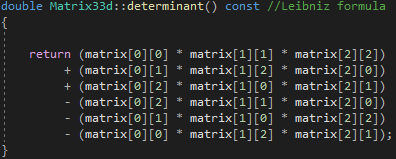 double Matrix33d::determinant() const //Leibniz formula
{
return (matrix[0][0] * matrix[1][1] * matrix[2][2])
+ (matrix[0][1] * matrix[1][2] * matrix[2][0])
+ (matrix[0][2] * matrix[1][0] * matrix[2][1])
- (matrix[0][2] * matrix[1][1] * matrix[2][0])
- (matrix[0][1] * matrix[1][0] * matrix[2][2])
- (matrix[0][0] * matrix[1][2] * matrix[2][1]);
}